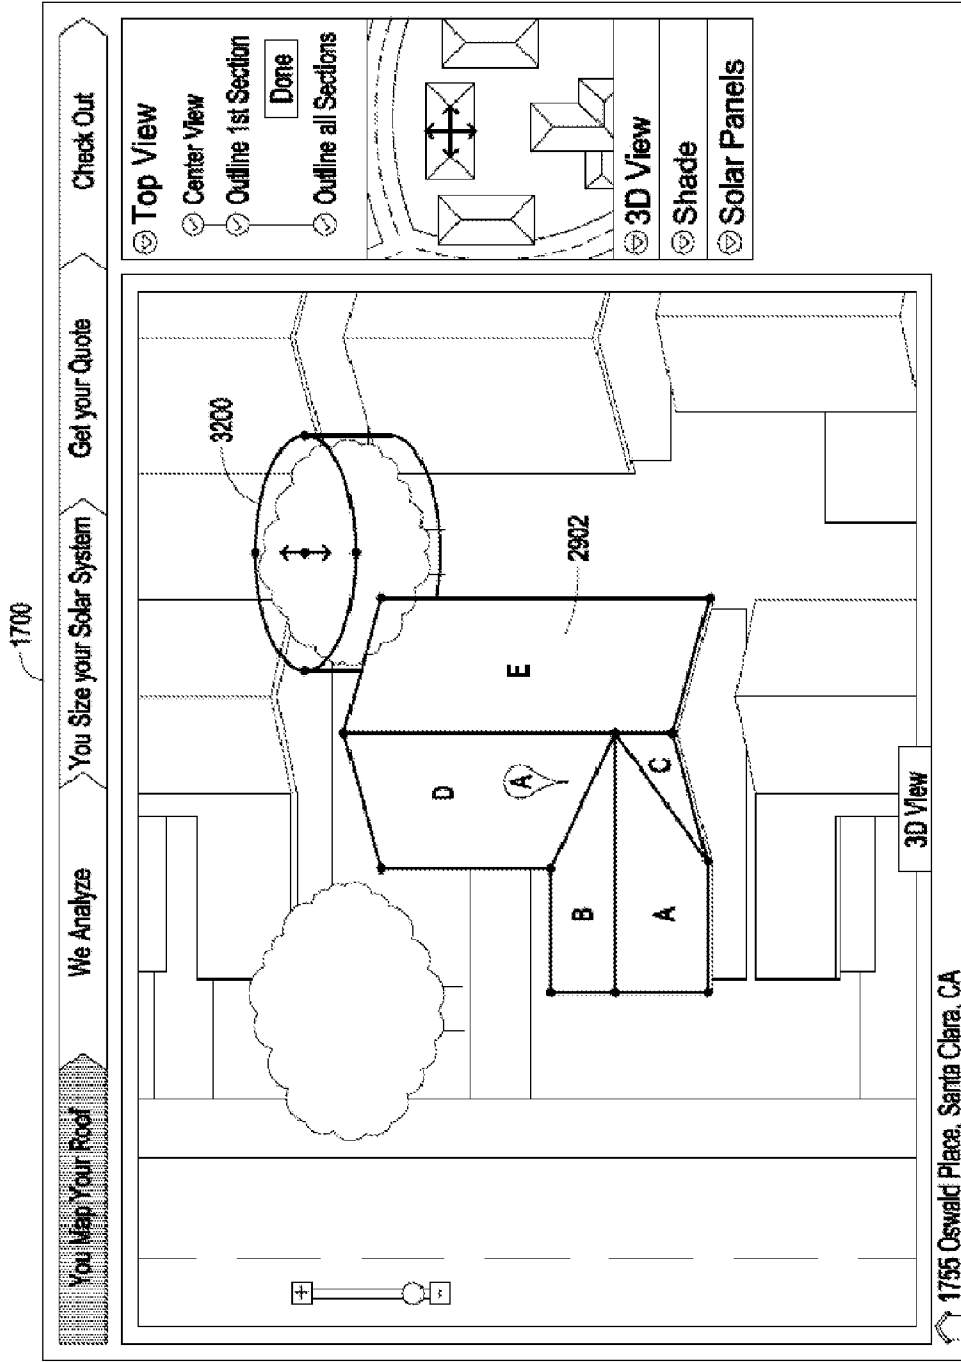 1700
You Map Your Roof
We Analyze
You Size your Solar System
Get your Quote
Check Out
3200
2902
A
B
C
D
E
A
3D View
+
-
Top View
Center View
Outline 1st Section
Done
Outline all Sections
3D View
Shade
Solar Panels
1755 Oswald Place, Santa Clara, CA